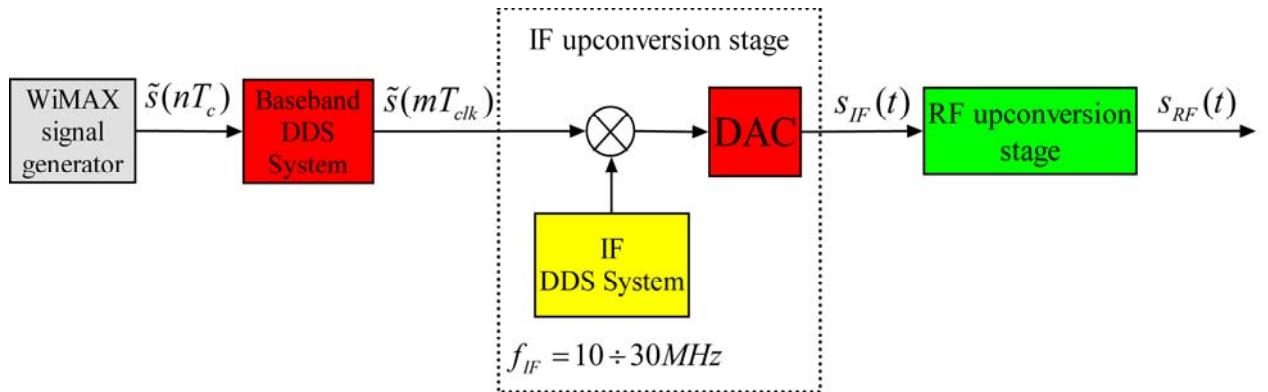 IF upconversion stage
WiMAX
signal
generator
s̃(nT_c)
Baseband
DDS
System
s̃(mT_clk)
DAC
s_IF(t)
RF upconversion
stage
s_RF(t)
IF
DDS System
f_IF = 10 ÷ 30MHz